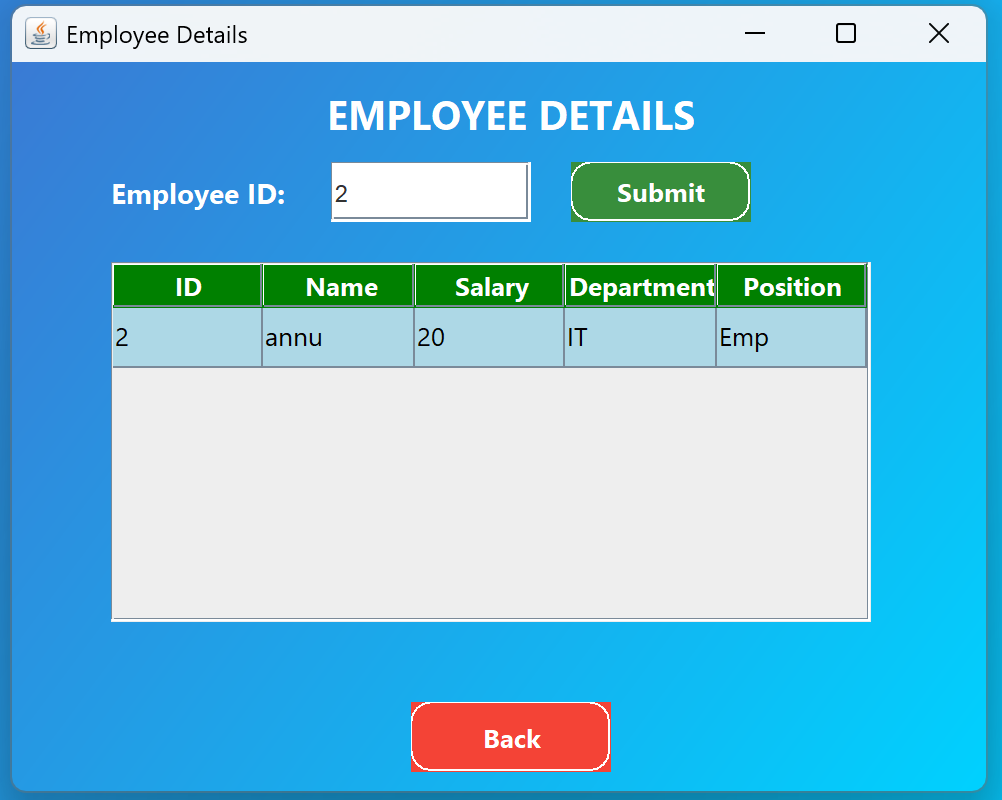 Employee Details
EMPLOYEE DETAILS
Employee ID: 2 Submit
ID Name Salary Department Position
2 annu 20 IT Emp
Back